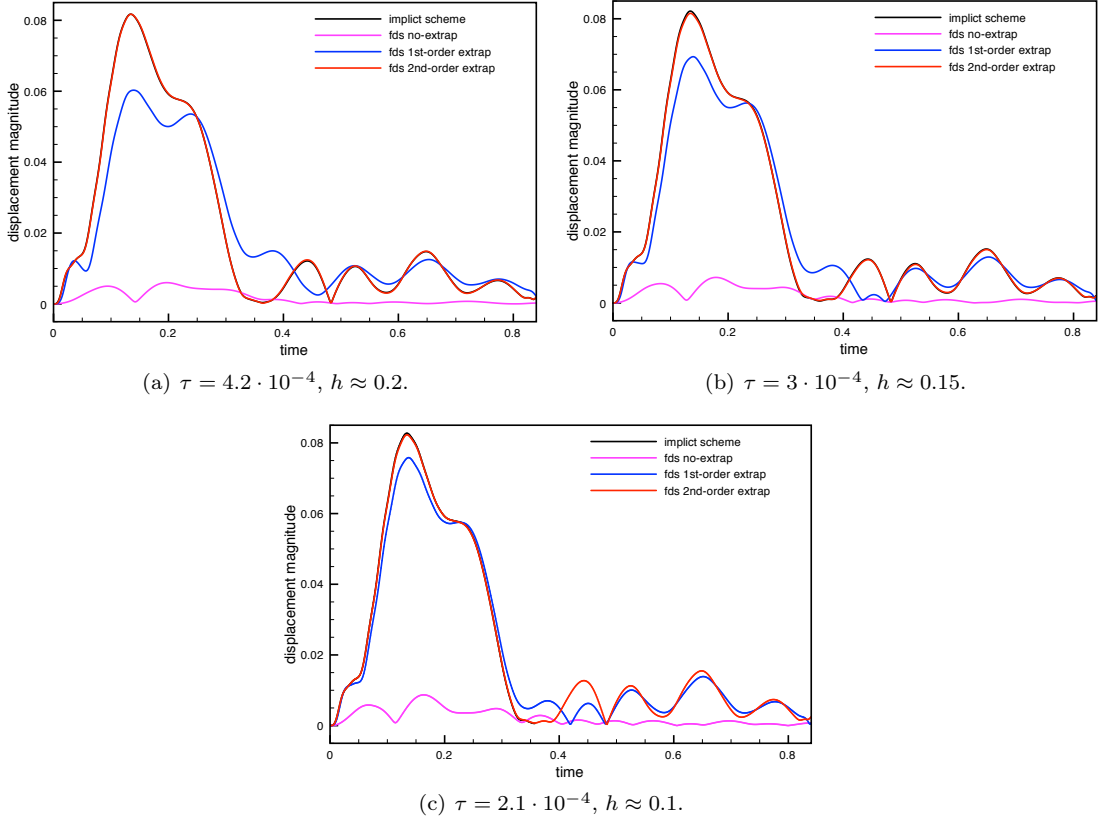 displacement magnitude
0.08
0.06
0.04
0.02
0
0
0.2
0.4
0.6
0.8
time
implict scheme
fds no-extrap
fds 1st-order extrap
fds 2nd-order extrap
(a) τ = 4.2 · 10⁻⁴, h ≈ 0.2.
displacement magnitude
0.08
0.06
0.04
0.02
0
0
0.2
0.4
0.6
0.8
time
implict scheme
fds no-extrap
fds 1st-order extrap
fds 2nd-order extrap
(b) τ = 3 · 10⁻⁴, h ≈ 0.15.
displacement magnitude
0.08
0.06
0.04
0.02
0
0
0.2
0.4
0.6
0.8
time
implict scheme
fds no-extrap
fds 1st-order extrap
fds 2nd-order extrap
(c) τ = 2.1 · 10⁻⁴, h ≈ 0.1.